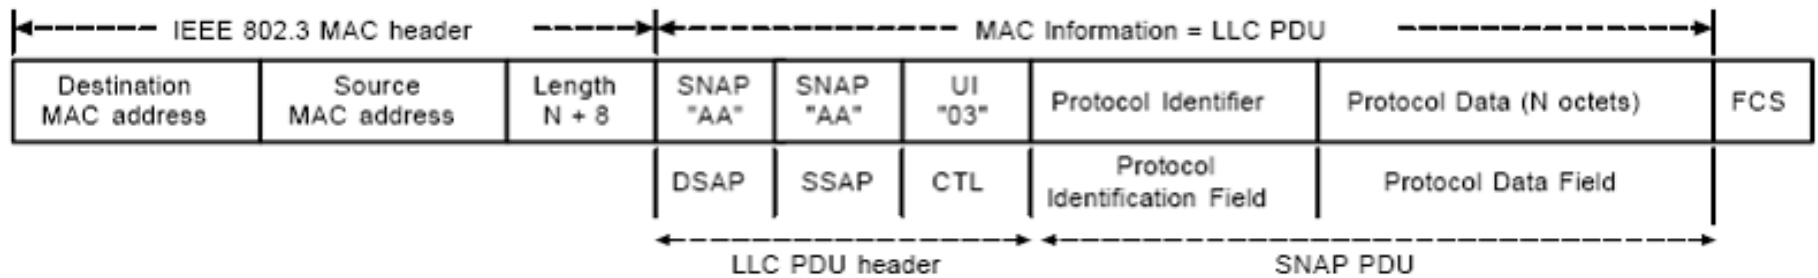 IEEE 802.3 MAC header
MAC Information = LLC PDU
Destination
MAC address
Source
MAC address
Length
N + 8
SNAP
"AA"
SNAP
"AA"
UI
"03"
Protocol Identifier
Protocol Data (N octets)
FCS
DSAP
SSAP
CTL
Protocol
Identification Field
Protocol Data Field
LLC PDU header
SNAP PDU